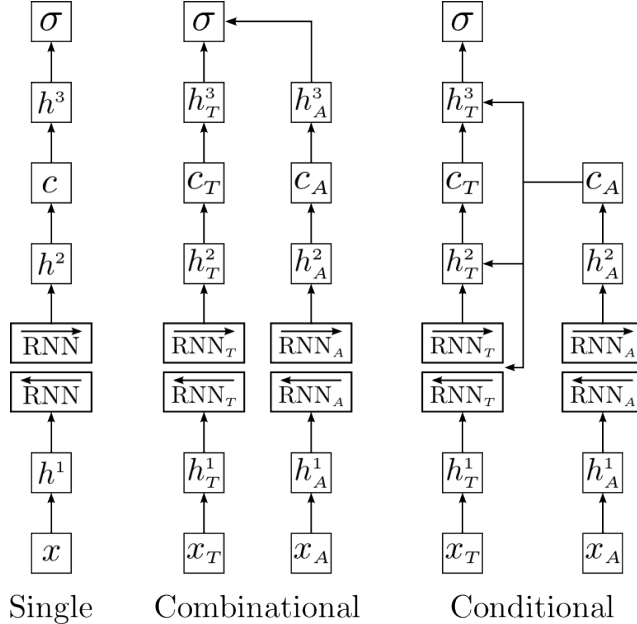 σ σ σ
h³ h³_T h³_A h³_T
c c_T c_A c_T c_A
h² h²_T h²_A h²_T h²_A
RNN RNN_T RNN_A RNN_T RNN_A
RNN RNN_T RNN_A RNN_T RNN_A
h¹ h¹_T h¹_A h¹_T h¹_A
x x_T x_A x_T x_A
Single Combinational Conditional